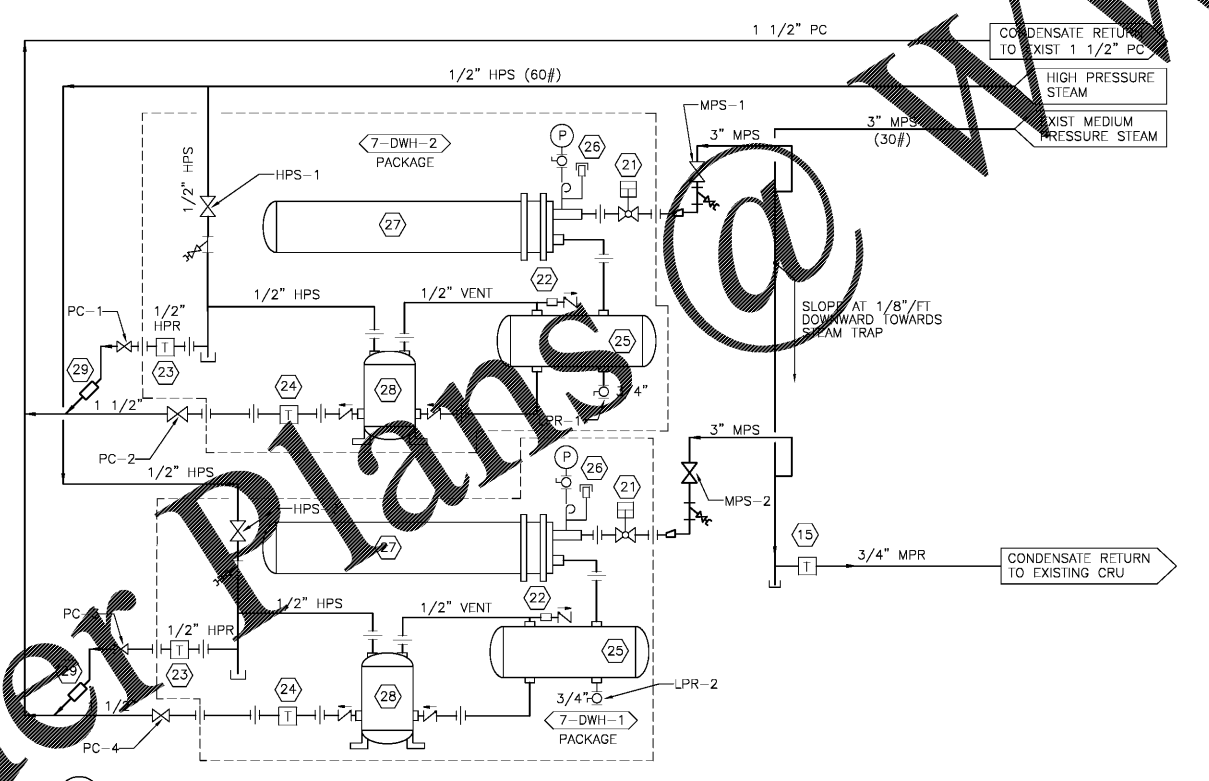 1 1/2" PC
CONDENSATE RETURN
TO EXIST 1 1/2" PC
1/2" HPS (60#)
HIGH PRESSURE
STEAM
MPS-1
3" MPS
3" MPS
(30#)
EXIST MEDIUM
PRESSURE STEAM
7-DWH-2
PACKAGE
P
26
21
1/2" HPS
HPS-1
27
22
1/2" HPS
1/2" VENT
PC-1
1/2"
HPR
SLOPE AT 1/8"/FT
DOWNWARD TOWARDS
STEAM TRAP
25
T
29
23
24
28
3/4"
1 1/2"
T
LPR-1
PC-2
3" MPS
1/2" HPS
P
26
21
MPS-2
HPS-
27
15
3/4" MPR
T
CONDENSATE RETURN
TO EXISTING CRU
22
1/2" HPS
1/2" VENT
PC-
1/2" HPR
T
25
29
23
24
28
3/4"
LPR-2
T
7-DWH-1
PACKAGE
PC-4
er Plans @ w